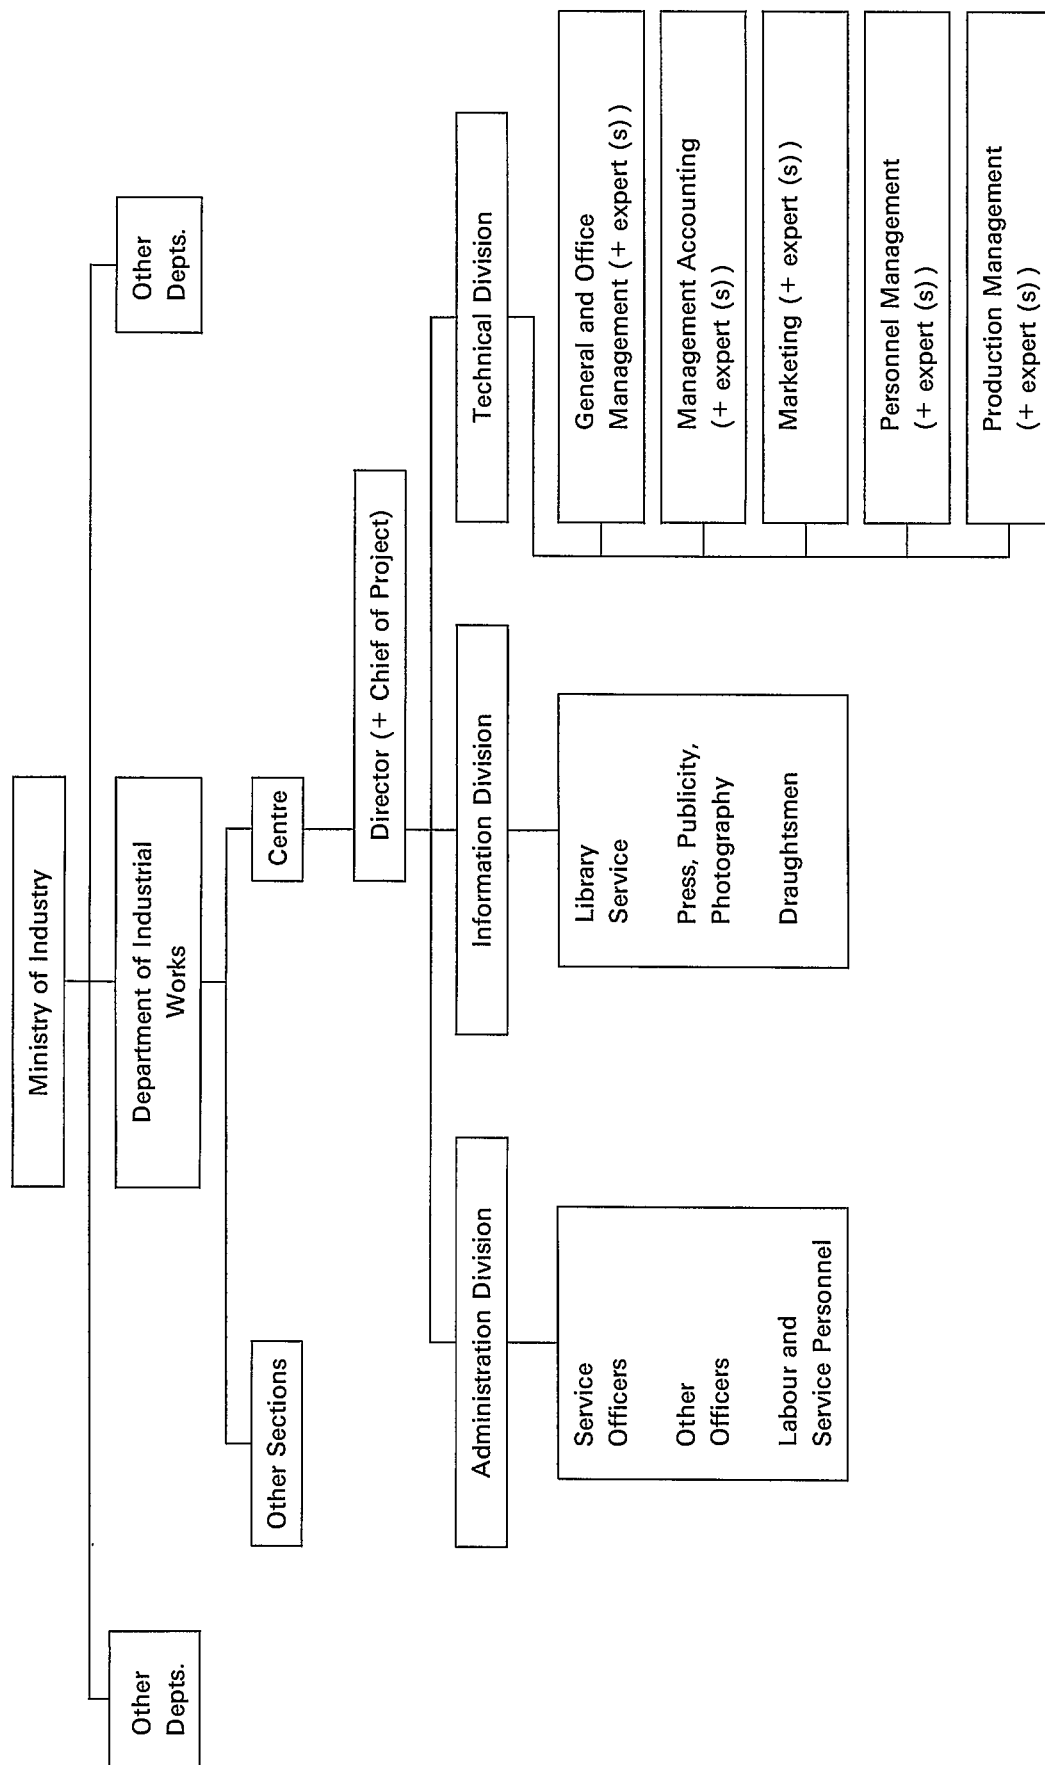 Ministry of Industry
Other
Depts.
Department of Industrial
Works
Other
Depts.
Other Sections
Centre
Director (+ Chief of Project)
Administration Division
Information Division
Technical Division
Service
Officers
Other
Officers
Labour and
Service Personnel
Library
Service
Press, Publicity,
Photography
Draughtsmen
General and Office
Management (+ expert (s) )
Management Accounting
(+ expert (s) )
Marketing (+ expert (s) )
Personnel Management
(+ expert (s) )
Production Management
(+ expert (s) )